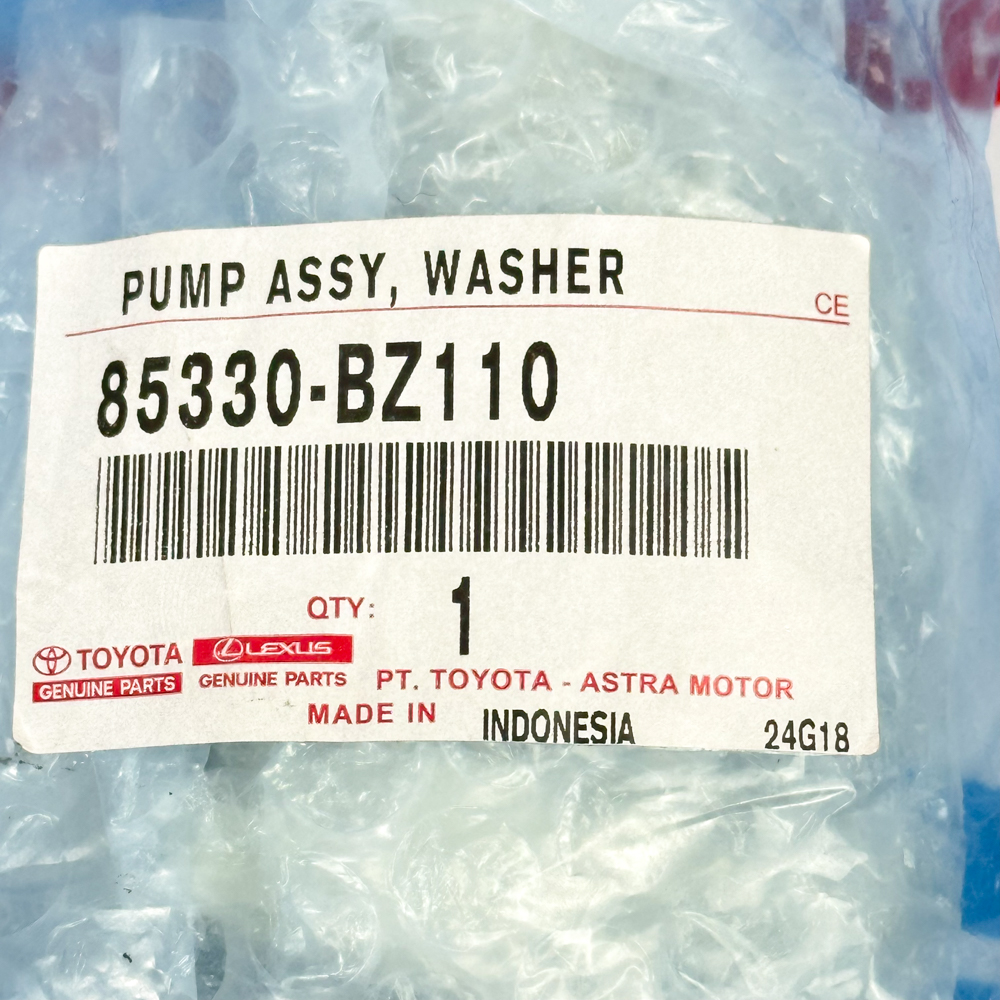 PUMP ASSY, WASHER
CE
85330-BZ110
QTY: 1
TOYOTA LEXUS
GENUINE PARTS GENUINE PARTS PT. TOYOTA - ASTRA MOTOR
MADE IN INDONESIA 24G18